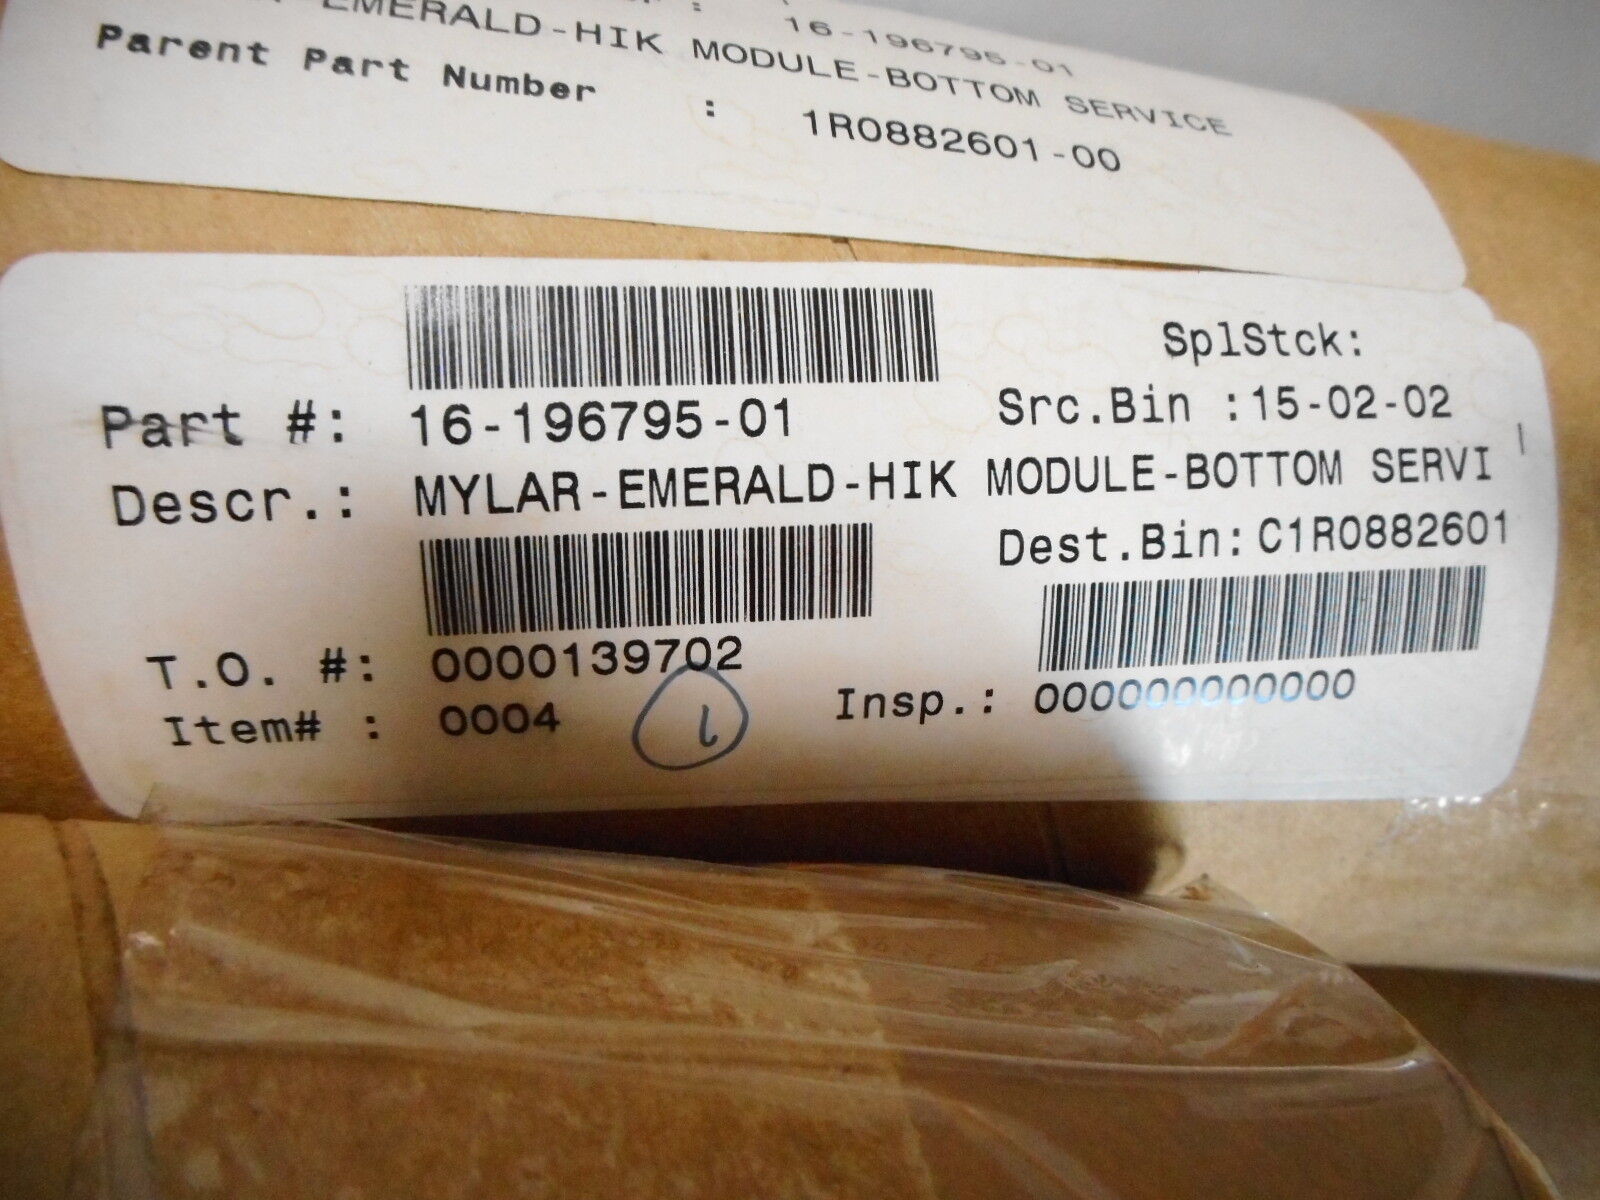 16-196795-01
-EMERALD-HIK MODULE-BOTTOM SERVICE
Parent Part Number : 1R0882601-00
SplStck:
Part #: 16-196795-01 Src.Bin :15-02-02
Descr.: MYLAR-EMERALD-HIK MODULE-BOTTOM SERVI
Dest.Bin:C1R0882601
T.O. #: 0000139702
Item# : 0004 Insp.: 000000000000